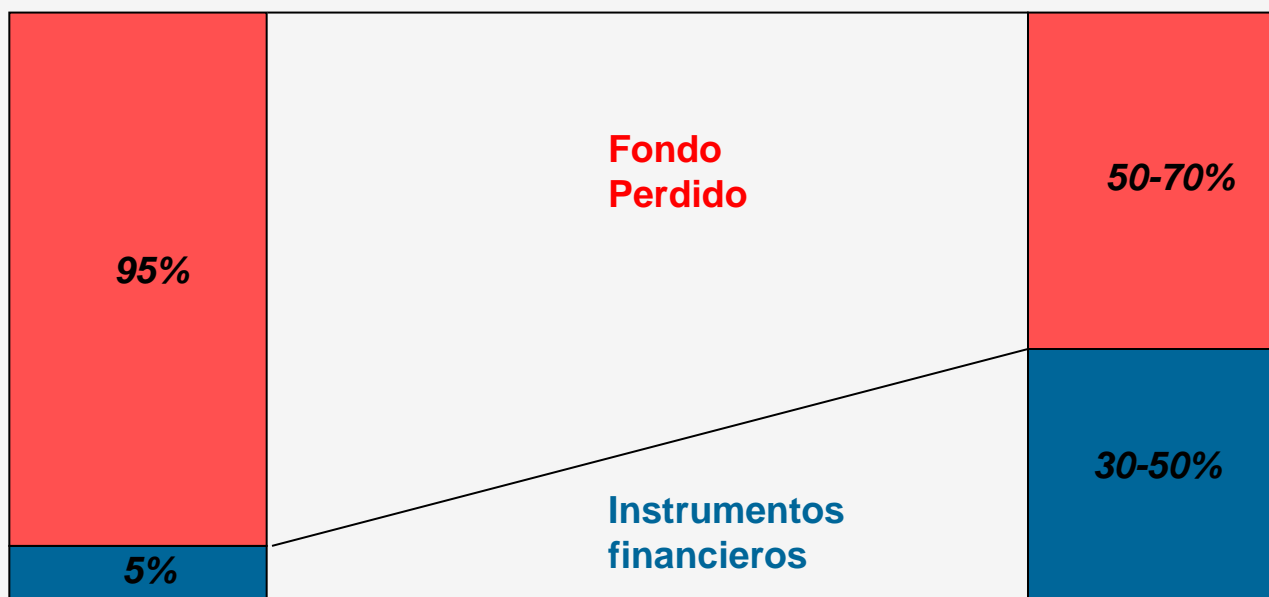 Fondo
Perdido
50-70%
95%
30-50%
Instrumentos
financieros
5%